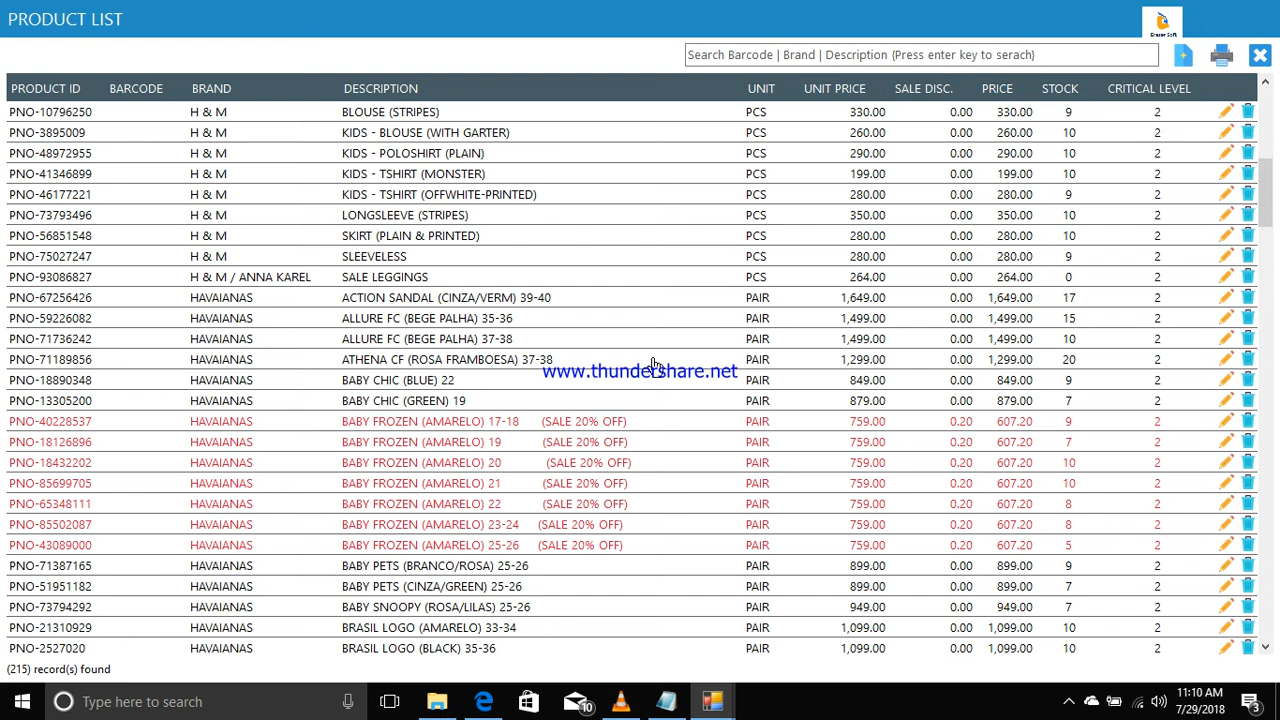 PRODUCT LIST
Eraser Soft
Search Barcode | Brand | Description {Press enter key to serach}
PRODUCT ID BARCODE BRAND DESCRIPTION UNIT UNIT PRICE SALE DISC. PRICE STOCK CRITICAL LEVEL
PNO-10796250 H & M BLOUSE (STRIPES) PCS 330.00 0.00 330.00 9 2
PNO-3895009 H & M KIDS - BLOUSE (WITH GARTER) PCS 260.00 0.00 260.00 10 2
PNO-48972955 H & M KIDS - POLOSHIRT (PLAIN) PCS 290.00 0.00 290.00 10 2
PNO-41346899 H & M KIDS - TSHIRT (MONSTER) PCS 199.00 0.00 199.00 10 2
PNO-46177221 H & M KIDS - TSHIRT (OFFWHITE-PRINTED) PCS 280.00 0.00 280.00 9 2
PNO-73793496 H & M LONGSLEEVE (STRIPES) PCS 350.00 0.00 350.00 10 2
PNO-56851548 H & M SKIRT (PLAIN & PRINTED) PCS 280.00 0.00 280.00 10 2
PNO-75027247 H & M SLEEVELESS PCS 280.00 0.00 280.00 9 2
PNO-93086827 H & M / ANNA KAREL SALE LEGGINGS PCS 264.00 0.00 264.00 0 2
PNO-67256426 HAVAIANAS ACTION SANDAL (CINZA/VERM) 39-40 PAIR 1,649.00 0.00 1,649.00 17 2
PNO-59226082 HAVAIANAS ALLURE FC (BEGE PALHA) 35-36 PAIR 1,499.00 0.00 1,499.00 15 2
PNO-71736242 HAVAIANAS ALLURE FC (BEGE PALHA) 37-38 PAIR 1,499.00 0.00 1,499.00 10 2
PNO-71189856 HAVAIANAS ATHENA CF (ROSA FRAMBOESA) 37-38 PAIR 1,299.00 0.00 1,299.00 20 2
www.thundershare.net
PNO-18890348 HAVAIANAS BABY CHIC (BLUE) 22 PAIR 849.00 0.00 849.00 9 2
PNO-13305200 HAVAIANAS BABY CHIC (GREEN) 19 PAIR 879.00 0.00 879.00 7 2
PNO-40228537 HAVAIANAS BABY FROZEN (AMARELO) 17-18 (SALE 20% OFF) PAIR 759.00 0.20 607.20 9 2
PNO-18126896 HAVAIANAS BABY FROZEN (AMARELO) 19 (SALE 20% OFF) PAIR 759.00 0.20 607.20 7 2
PNO-18432202 HAVAIANAS BABY FROZEN (AMARELO) 20 (SALE 20% OFF) PAIR 759.00 0.20 607.20 10 2
PNO-85699705 HAVAIANAS BABY FROZEN (AMARELO) 21 (SALE 20% OFF) PAIR 759.00 0.20 607.20 10 2
PNO-65348111 HAVAIANAS BABY FROZEN (AMARELO) 22 (SALE 20% OFF) PAIR 759.00 0.20 607.20 8 2
PNO-85502087 HAVAIANAS BABY FROZEN (AMARELO) 23-24 (SALE 20% OFF) PAIR 759.00 0.20 607.20 8 2
PNO-43089000 HAVAIANAS BABY FROZEN (AMARELO) 25-26 (SALE 20% OFF) PAIR 759.00 0.20 607.20 5 2
PNO-71387165 HAVAIANAS BABY PETS (BRANCO/ROSA) 25-26 PAIR 899.00 0.00 899.00 9 2
PNO-51951182 HAVAIANAS BABY PETS (CINZA/GREEN) 25-26 PAIR 899.00 0.00 899.00 7 2
PNO-73794292 HAVAIANAS BABY SNOOPY (ROSA/LILAS) 25-26 PAIR 949.00 0.00 949.00 7 2
PNO-21310929 HAVAIANAS BRASIL LOGO (AMARELO) 33-34 PAIR 1,099.00 0.00 1,099.00 10 2
PNO-2527020 HAVAIANAS BRASIL LOGO (BLACK) 35-36 PAIR 1,099.00 0.00 1,099.00 10 2
(215) record(s) found
Type here to search
10
11:10 AM
7/29/2018
3